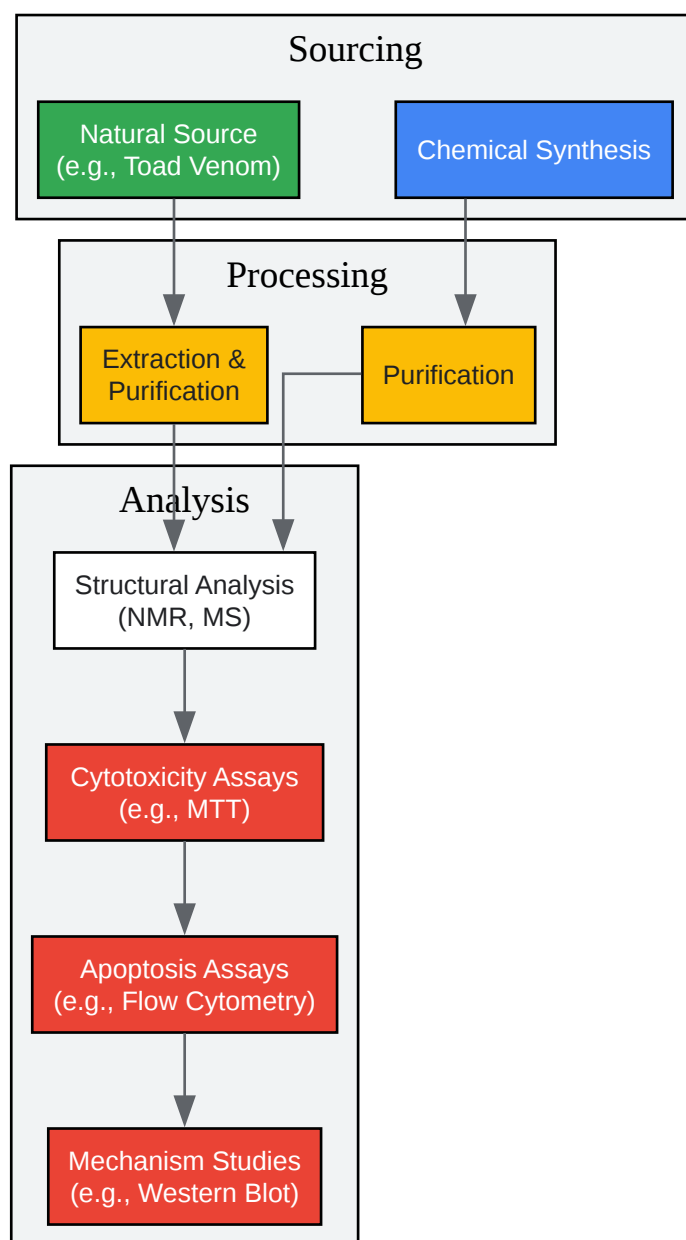 Sourcing
Natural Source
(e.g., Toad Venom)
Chemical Synthesis
Processing
Extraction &
Purification
Purification
Analysis
Structural Analysis
(NMR, MS)
Cytotoxicity Assays
(e.g., MTT)
Apoptosis Assays
(e.g., Flow Cytometry)
Mechanism Studies
(e.g., Western Blot)